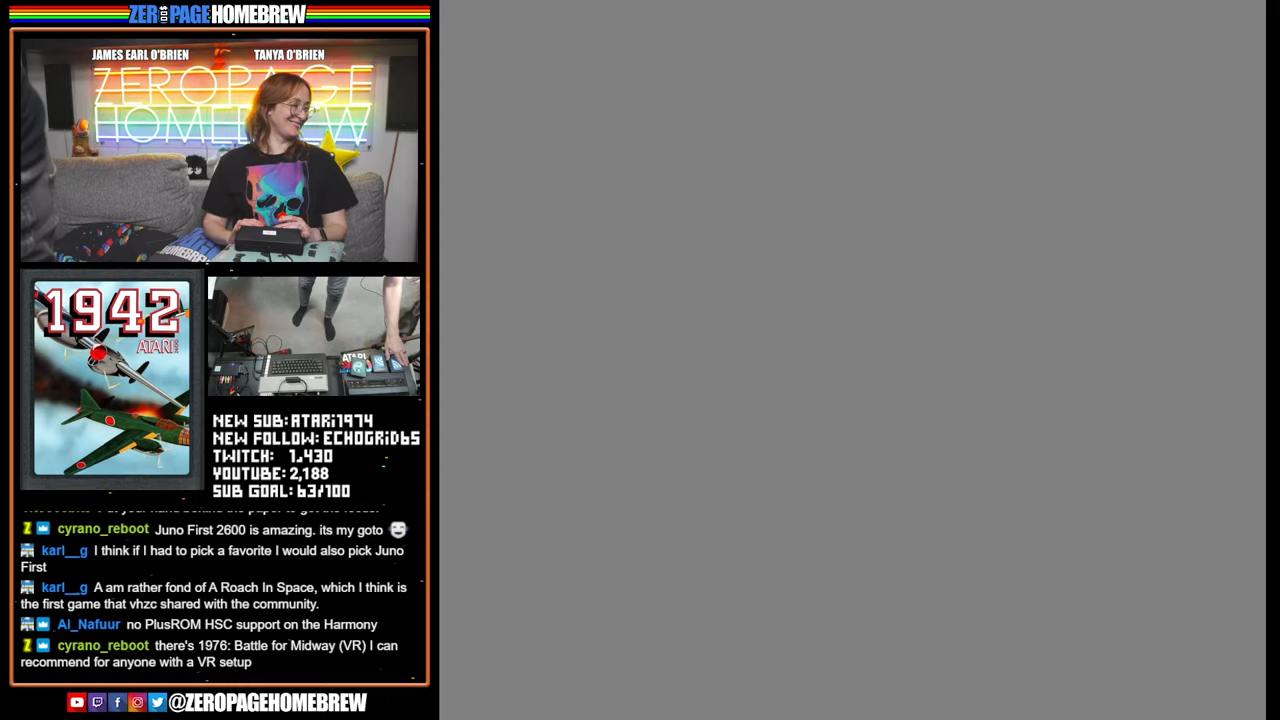 ZEROPAGE HOMEBREW
JAMES EARL O'BRIEN
TANYA O'BRIEN
ZEROPAGE
HOMEBREW
1942
ATARI
ATARI
NEW SUB: ATARI1974
NEW FOLLOW: ECHOGRID65
TWITCH: 1,430
YOUTUBE: 2,188
SUB GOAL: 63/100
cyrano_reboot Juno First 2600 is amazing. its my goto
karl__g I think if I had to pick a favorite I would also pick Juno
First
karl__g A am rather fond of A Roach In Space, which I think is
the first game that vhzc shared with the community.
Al_Nafuur no PlusROM HSC support on the Harmony
cyrano_reboot there's 1976: Battle for Midway (VR) I can
recommend for anyone with a VR setup
@ZEROPAGEHOMEBREW